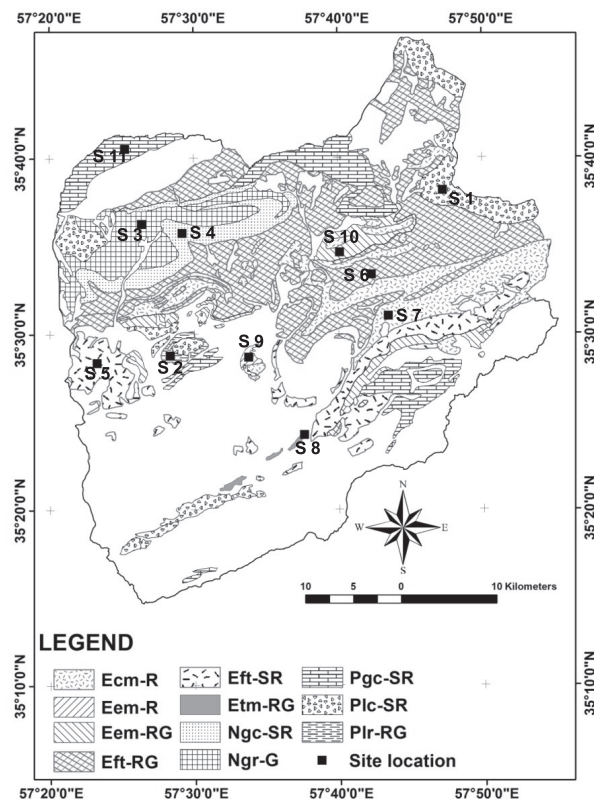 57°20'0"E 57°30'0"E 57°40'0"E 57°50'0"E
35°40'0"N 35°40'0"N
S 11
S 1
S 3 S 4 S 10
S 6
35°30'0"N 35°30'0"N
S 7
S 9
S 5 S 2
S 8
35°20'0"N 35°20'0"N
N
W E
S
10 5 0 10 Kilometers
LEGEND
Ecm-R Eft-SR Pgc-SR
Eem-R Etm-RG Plc-SR
Eem-RG Ngc-SR Plr-RG
Eft-RG Ngr-G Site location
35°10'0"N 35°10'0"N
57°20'0"E 57°30'0"E 57°40'0"E 57°50'0"E